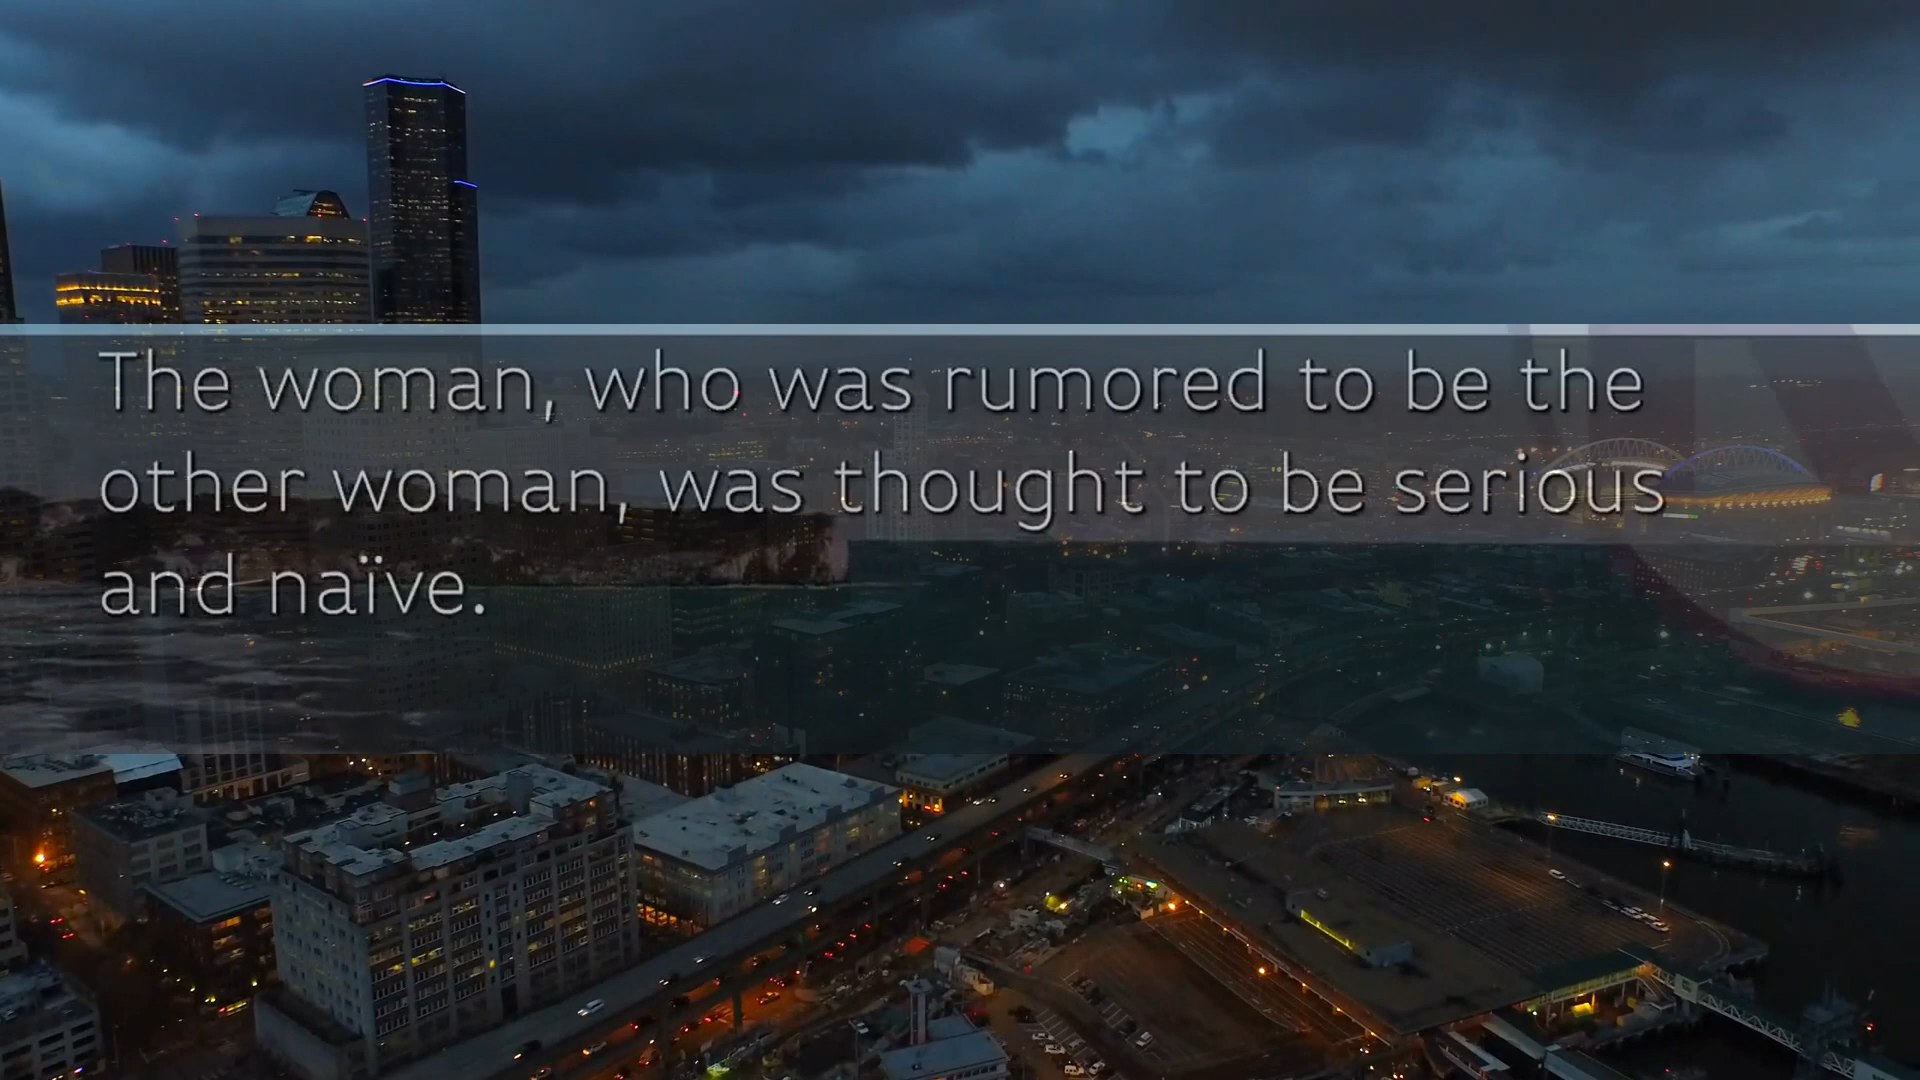 The woman, who was rumored to be the
other woman, was thought to be serious
and naïve.